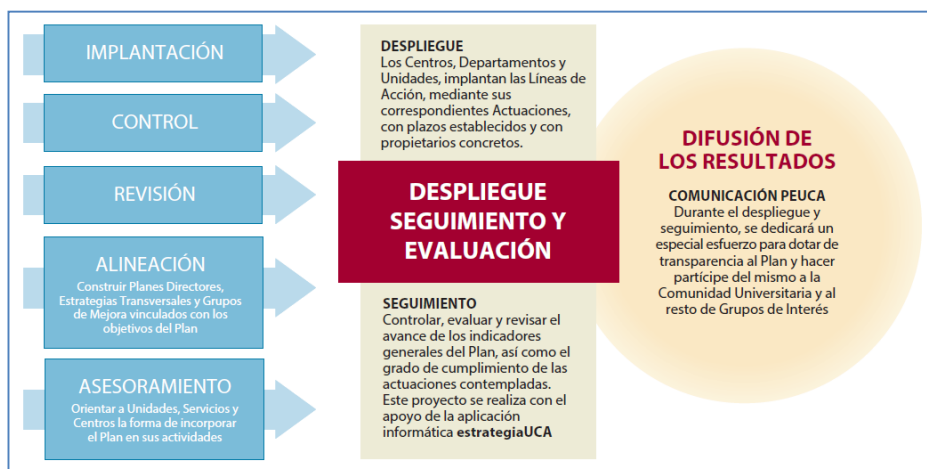 IMPLANTACIÓN
CONTROL
REVISIÓN
ALINEACIÓN
Construir Planes Directores,
Estrategias Transversales y Grupos
de Mejora vinculados con los
objetivos del Plan
ASESORAMIENTO
Orientar a Unidades, Servicios y
Centros la forma de incorporar
el Plan en sus actividades
DESPLIEGUE
Los Centros, Departamentos y
Unidades, implantan las Líneas de
Acción, mediante sus
correspondientes Actuaciones,
con plazos establecidos y con
propietarios concretos.
DESPLIEGUE
SEGUIMIENTO Y
EVALUACIÓN
SEGUIMIENTO
Controlar, evaluar y revisar el
avance de los indicadores
generales del Plan, así como el
grado de cumplimiento de las
actuaciones contempladas.
Este proyecto se realiza con el
apoyo de la aplicación
informática estrategiaUCA
DIFUSIÓN DE
LOS RESULTADOS
COMUNICACIÓN PEUCA
Durante el despliegue y
seguimiento, se dedicará un
especial esfuerzo para dotar de
transparencia al Plan y hacer
partícipe del mismo a la
Comunidad Universitaria y al
resto de Grupos de Interés